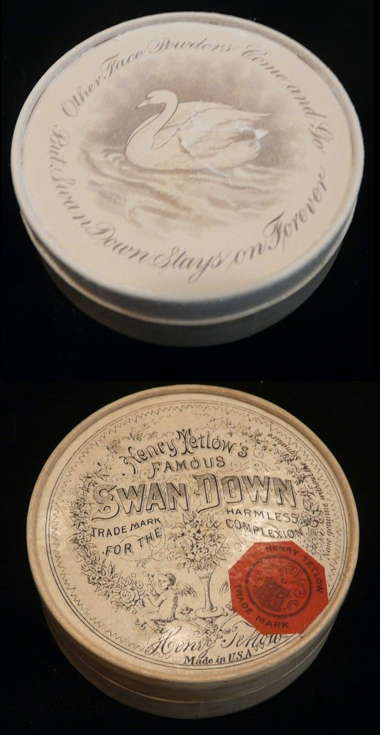 Other Face Powders Come and Go
But Swan Down Stays on Forever
Henry Tetlow's
FAMOUS
SWAN DOWN
TRADE MARK HARMLESS
FOR THE COMPLEXION
HENRY TETLOW
TRADE MARK
Henry Tetlow
Made in U.S.A.